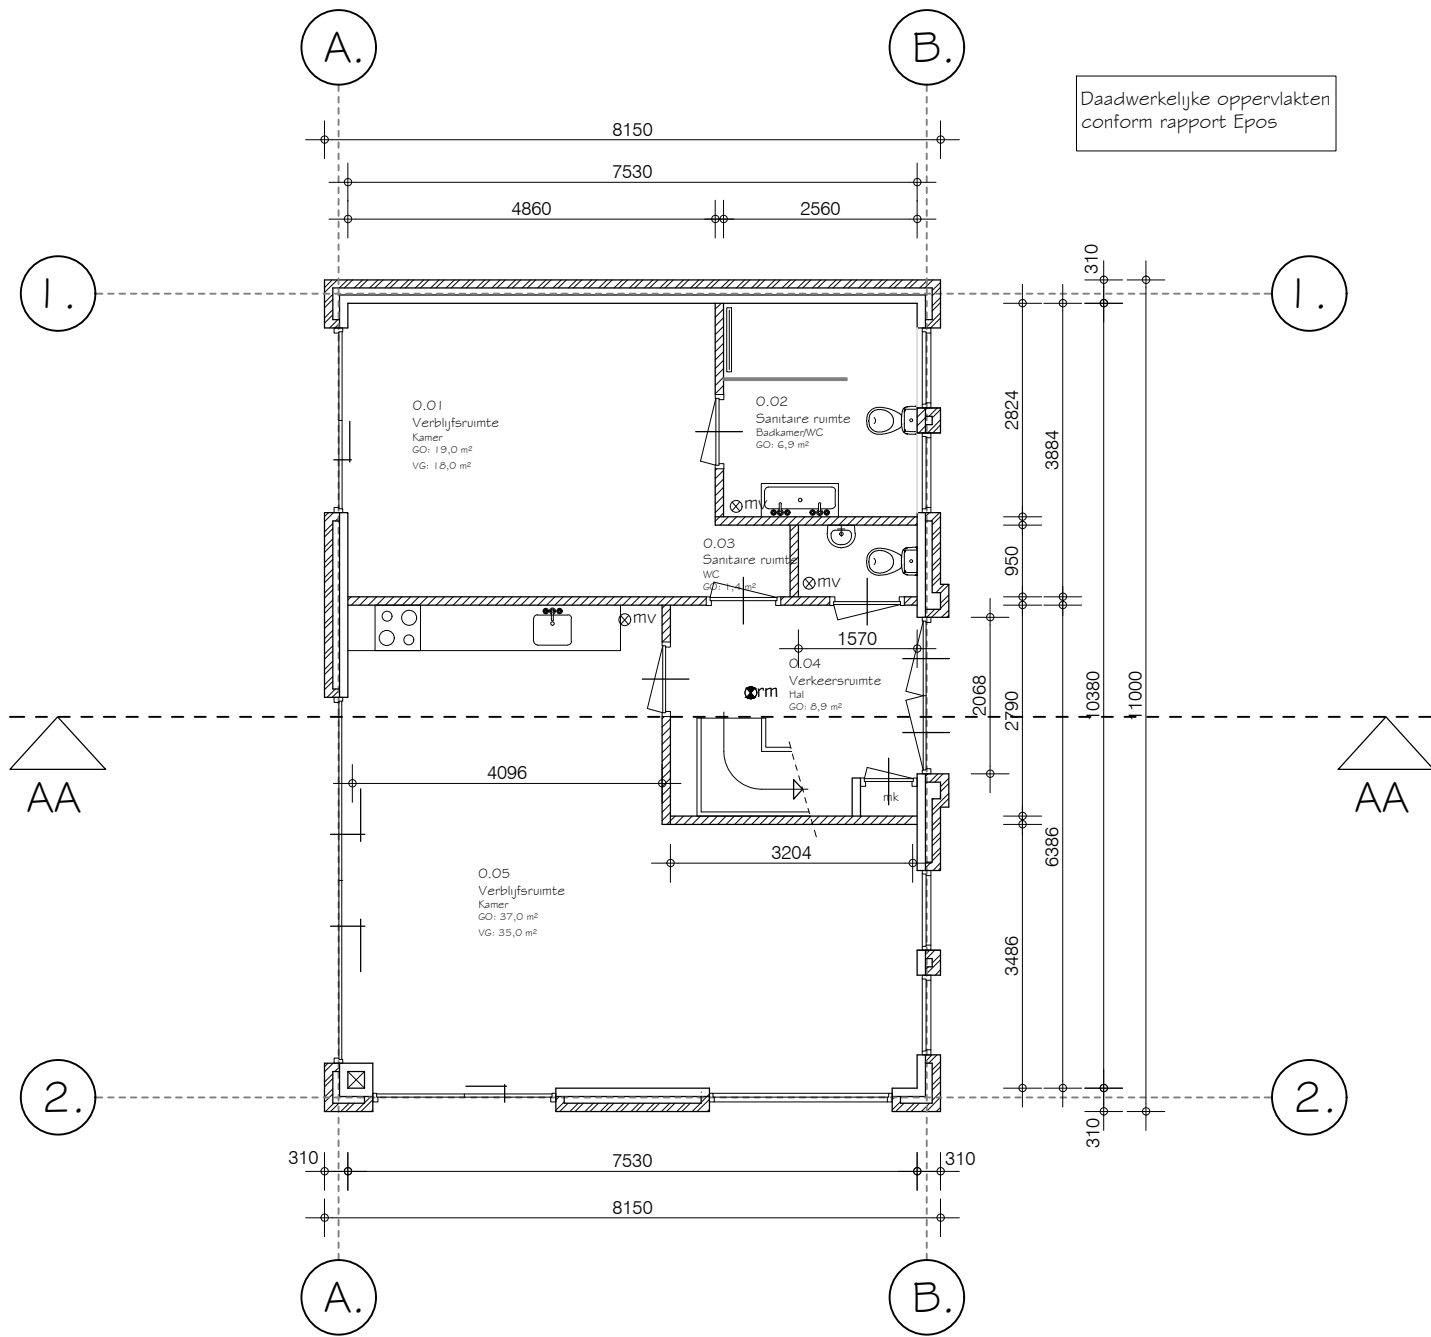 A.
B.
Daadwerkelijke oppervlakten
conform rapport Epos
8150
7530
4860
2560
1.
1.
310
0.01
Verblijfsruimte
Kamer
GO: 19,0 m²
VG: 18,0 m²
0.02
Sanitaire ruimte
Badkamer/WC
GO: 6,9 m²
mv
2824
3884
0.03
Sanitaire ruimte
WC
GO: 1,4 m²
mv
950
mv
1570
0.04
Verkeersruimte
Hal
GO: 8,9 m²
rm
2068
2790
10380
11000
AA
AA
4096
mk
3204
6386
0.05
Verblijfsruimte
Kamer
GO: 37,0 m²
VG: 35,0 m²
3486
2.
2.
310
310
7530
310
8150
A.
B.